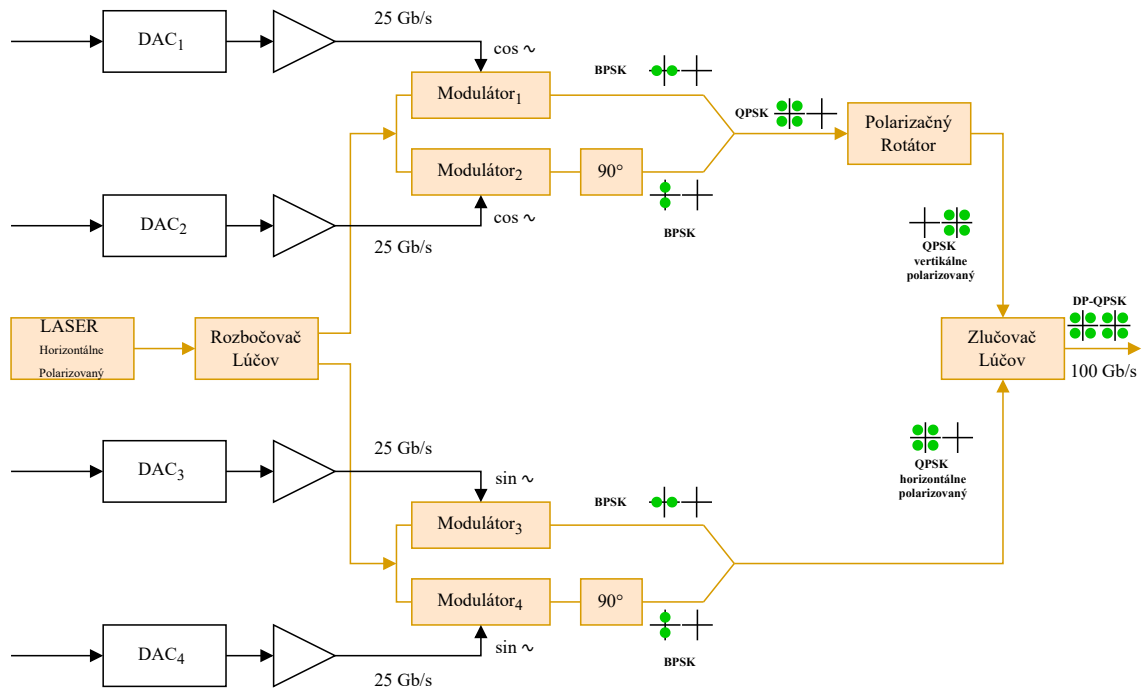 25 Gb/s
DAC₁
cos ∿
Modulátor₁
BPSK
QPSK
Polarizačný
Rotátor
Modulátor₂
90°
DAC₂
cos ∿
25 Gb/s
BPSK
QPSK
vertikálne
polarizovaný
LASER
Horizontálne
Polarizovaný
Rozbočovač
Lúčov
Zlučovač
Lúčov
DP-QPSK
100 Gb/s
25 Gb/s
DAC₃
sin ∿
Modulátor₃
BPSK
QPSK
horizontálne
polarizovaný
Modulátor₄
90°
DAC₄
sin ∿
25 Gb/s
BPSK